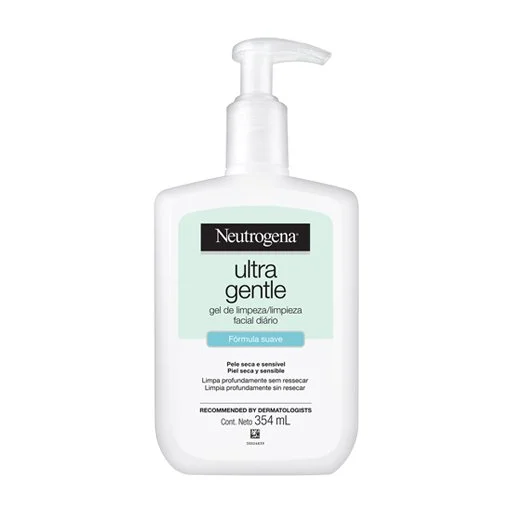 Neutrogena®
ultra
gentle
gel de limpeza/limpieza
facial diário
Fórmula suave
Pele seca e sensível
Piel seca y sensible
Limpa profundamente sem ressecar
Limpia profundamente sin resecar
RECOMMENDED BY DERMATOLOGISTS
Cont. Neto 354 mL